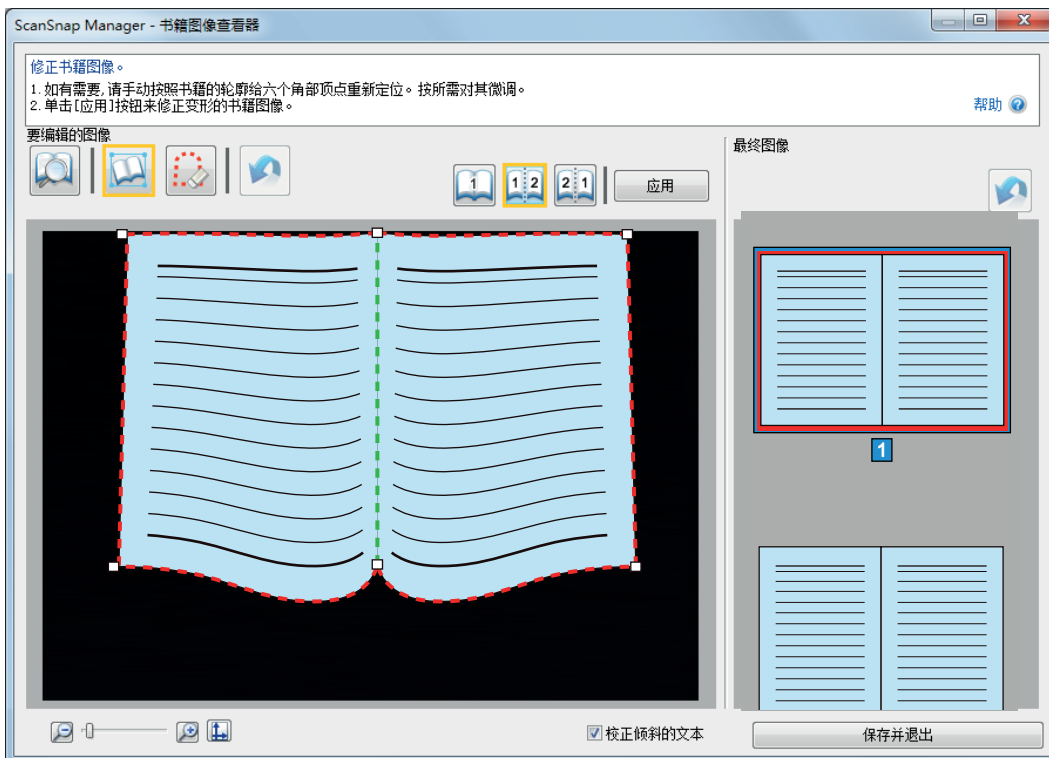 ScanSnap Manager - 书籍图像查看器
修正书籍图像。
1. 如有需要,请手动按照书籍的轮廓给六个角部顶点重新定位。按所需对其微调。
2. 单击[应用]按钮来修正变形的书籍图像。
帮助 ?
要编辑的图像
最终图像
1
1 2
2 1
应用
1
校正倾斜的文本
保存并退出